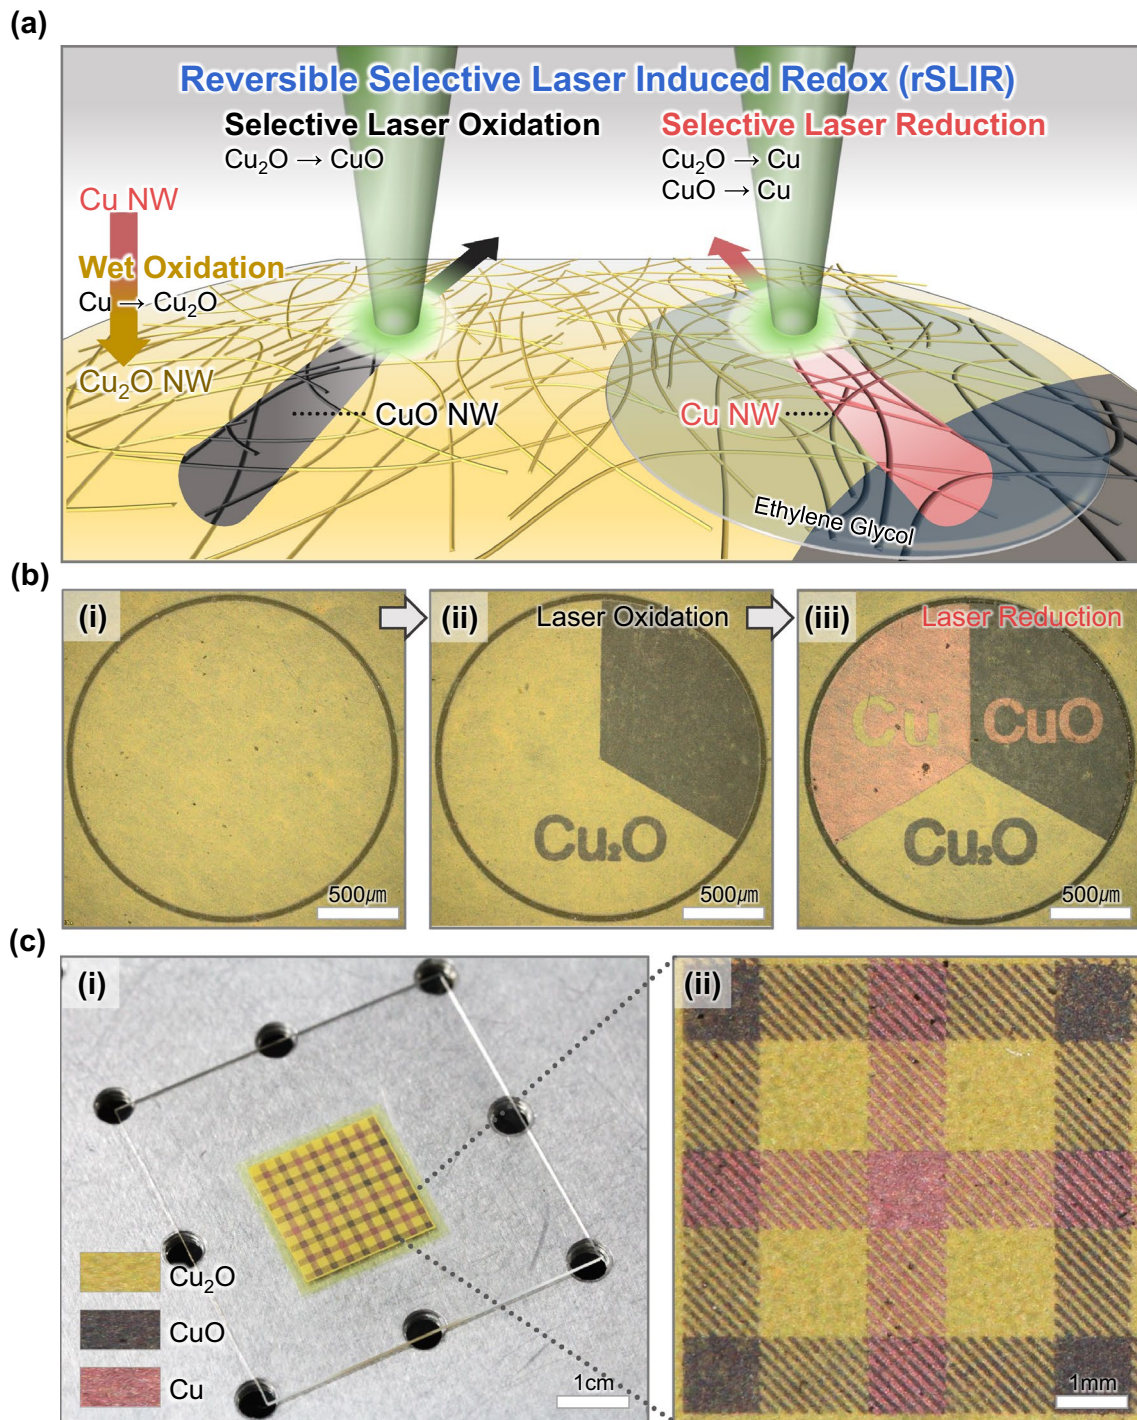 (a)
Reversible Selective Laser Induced Redox (rSLIR)
Selective Laser Oxidation
Cu₂O → CuO
Selective Laser Reduction
Cu₂O → Cu
CuO → Cu
Cu NW
Wet Oxidation
Cu → Cu₂O
Cu₂O NW
CuO NW
Cu NW
Ethylene Glycol
(b)
(i)
500㎛
(ii)
Laser Oxidation
Cu₂O
500㎛
(iii)
Laser Reduction
Cu
CuO
Cu₂O
500㎛
(c)
(i)
Cu₂O
CuO
Cu
1cm
(ii)
1mm